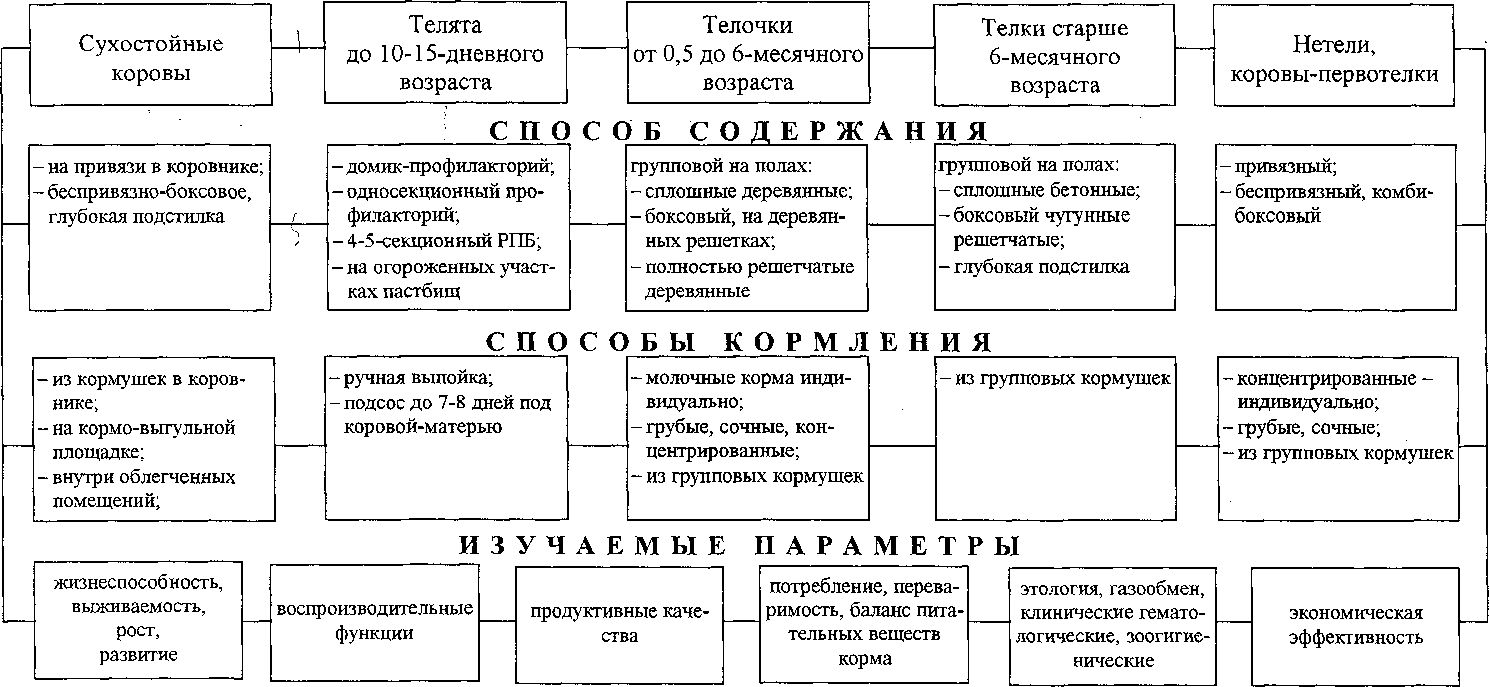 Сухостойные
коровы
Телята
до 10-15-дневного
возраста
Телочки
от 0,5 до 6-месячного
возраста
Телки старше
6-месячного
возраста
Нетели,
коровы-первотелки
СПОСОБ СОДЕРЖАНИЯ
– на привязи в коровнике;
– беспривязно-боксовое,
глубокая подстилка
– домик-профилакторий;
– односекционный про-
филакторий;
– 4-5-секционный РПБ;
– на огороженных участ-
ках пастбищ
групповой на полах:
– сплошные деревянные;
– боксовый, на деревян-
ных решетках;
– полностью решетчатые
деревянные
групповой на полах:
– сплошные бетонные;
– боксовый чугунные
решетчатые;
– глубокая подстилка
– привязный;
– беспривязный, комби-
боксовый
СПОСОБЫ КОРМЛЕНИЯ
– из кормушек в коров-
нике;
– на кормо-выгульной
площадке;
– внутри облегченных
помещений;
– ручная выпойка;
– подсос до 7-8 дней под
коровой-матерью
– молочные корма инди-
видуально;
– грубые, сочные, кон-
центрированные;
– из групповых кормушек
– из групповых кормушек
– концентрированные –
индивидуально;
– грубые, сочные;
– из групповых кормушек
ИЗУЧАЕМЫЕ ПАРАМЕТРЫ
жизнеспособность,
выживаемость,
рост,
развитие
воспроизводительные
функции
продуктивные каче-
ства
потребление, перева-
римость, баланс пита-
тельных веществ
корма
этология, газообмен,
клинические гемато-
логические, зоогигие-
нические
экономическая
эффективность